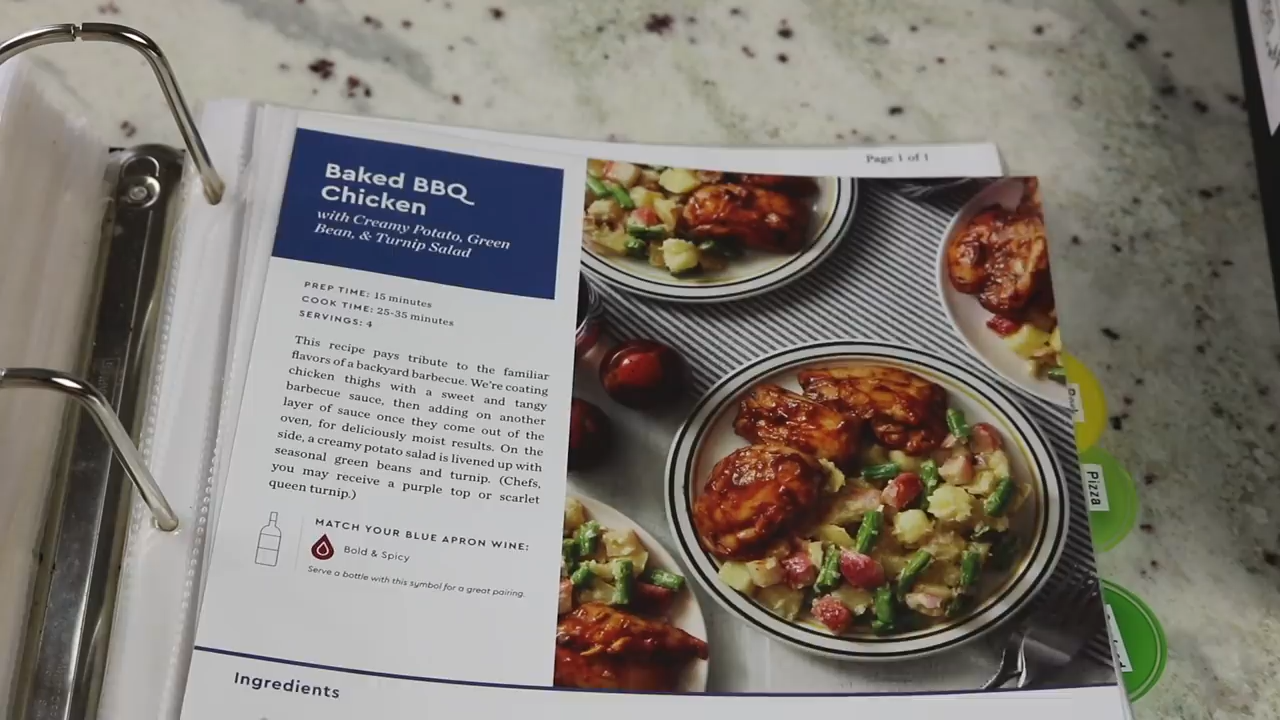 Page 1 of 1
Baked BBQ
Chicken
with Creamy Potato, Green
Bean, & Turnip Salad
PREP TIME: 15 minutes
COOK TIME: 25-35 minutes
SERVINGS: 4
This recipe pays tribute to the familiar
flavors of a backyard barbecue. We're coating
chicken thighs with a sweet and tangy
barbecue sauce, then adding on another
layer of sauce once they come out of the
oven, for deliciously moist results. On the
side, a creamy potato salad is livened up with
seasonal green beans and turnip. (Chefs,
you may receive a purple top or scarlet
queen turnip.)
MATCH YOUR BLUE APRON WINE:
Bold & Spicy
Serve a bottle with this symbol for a great pairing.
Ingredients
Pizza